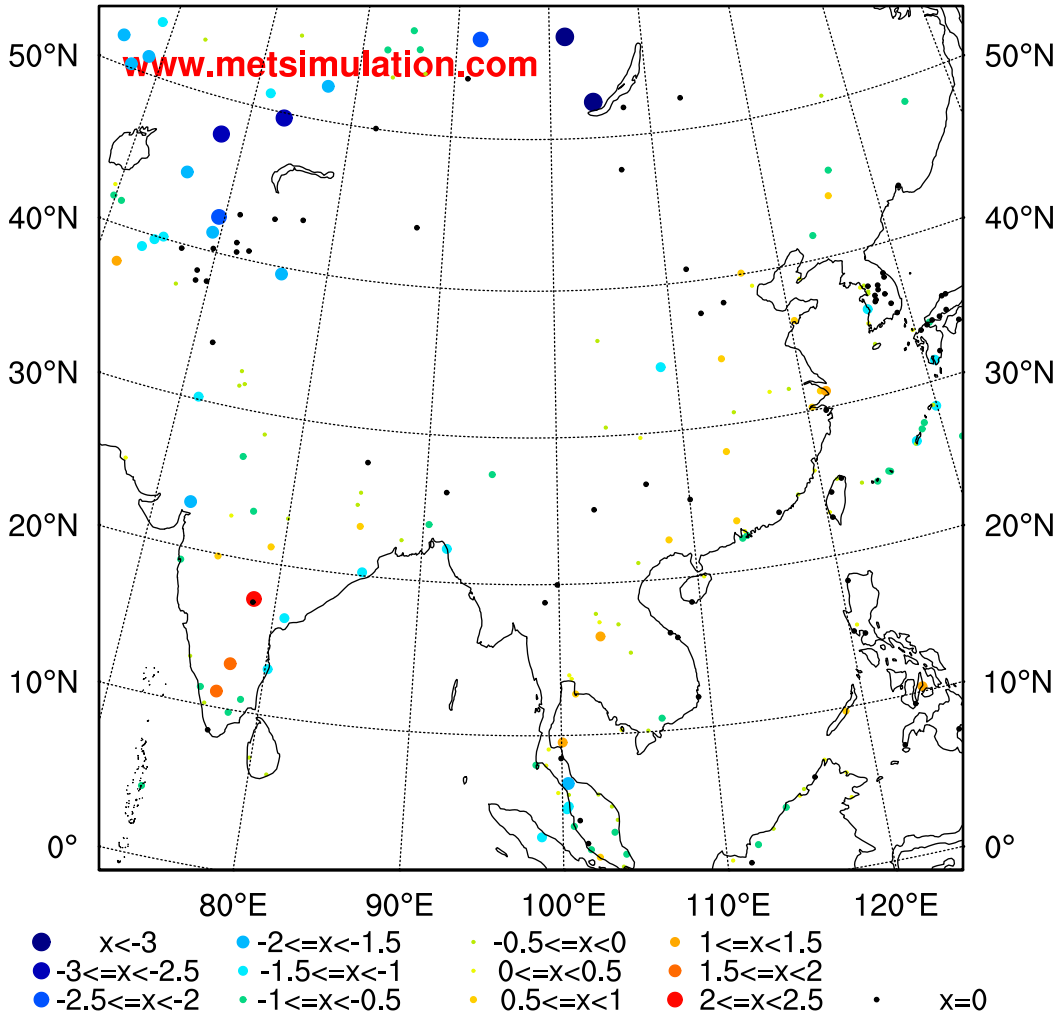 50°N 50°N
www.metsimulation.com
40°N 40°N
30°N 30°N
20°N 20°N
10°N 10°N
0° 0°
80°E 90°E 100°E 110°E 120°E
x<-3 -2<=x<-1.5 -0.5<=x<0 1<=x<1.5
-3<=x<-2.5 -1.5<=x<-1 0<=x<0.5 1.5<=x<2
-2.5<=x<-2 -1<=x<-0.5 0.5<=x<1 2<=x<2.5 x=0